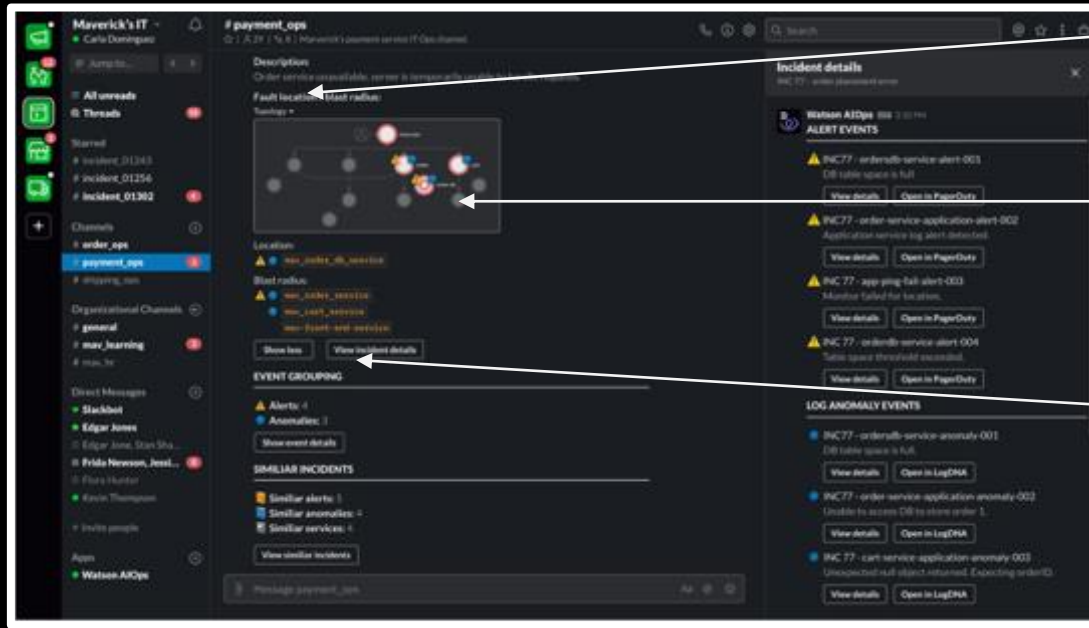 Maverick's IT
Carla Dominguez
Jump to...
All unreads
Threads
Starred
# incident_01243
# incident_01256
# incident_01302
Channels
# order_ops
# payment_ops
# shipping_ops
Organizational Channels
# general
# mav_learning
# mav_hr
Direct Messages
Slackbot
Edgar Jones
Edgar Jone, Stan Sha...
Frida Newson, Jessi...
Flora Hunter
Kevin Thompson
+ Invite people
Apps
Watson AIOps
# payment_ops
Maverick's payment service IT Ops channel
Search
Description:
Order service unavailable, server is temporarily unable to handle requests.
Fault location blast radius:
Topology
Location:
mav_order_db_service
Blast radius:
mav_order_service
mav_cart_service
mav-front-end-service
Show less
View incident details
EVENT GROUPING
Alerts: 4
Anomalies: 3
Show event details
SIMILIAR INCIDENTS
Similiar alerts: 5
Similiar anomalies: 4
Similiar services: 4
View similiar incidents
Message payment_ops
Incident details
INC 77 - order placement error
Watson AIOps
ALERT EVENTS
INC77 - ordersdb-service-alert-001
DB table space is full
View details
Open in PagerDuty
INC77 - order-service-application-alert-002
Application service log alert detected.
View details
Open in PagerDuty
INC 77 - app-ping-fail-alert-003
Monitor failed for location.
View details
Open in PagerDuty
INC 77 - orderdb-service-alert-004
Table space threshold exceeded.
View details
Open in PagerDuty
LOG ANOMALY EVENTS
INC77 - ordersdb-service-anomaly-001
DB table space is full.
View details
Open in LogDNA
INC77 - order-service-application anomaly-002
Unable to access DB to store order 1.
View details
Open in LogDNA
INC 77 - cart-service-application-anomaly-003
Unexpected null object returned. Expecting orderID.
View details
Open in LogDNA